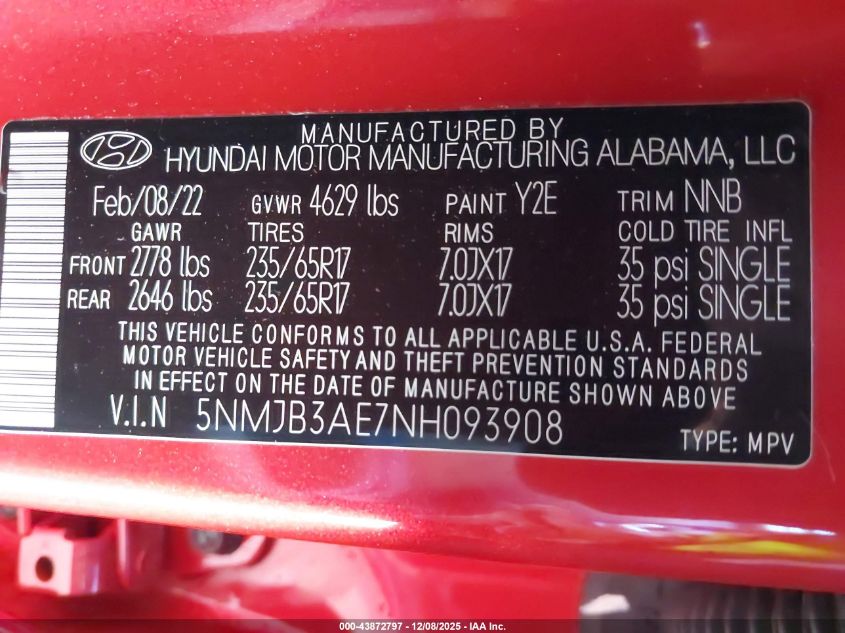 MANUFACTURED BY
HYUNDAI MOTOR MANUFACTURING ALABAMA, LLC
Feb/08/22 GVWR 4629 lbs PAINT Y2E TRIM NNB
GAWR TIRES RIMS COLD TIRE INFL
FRONT 2778 lbs 235/65R17 7.0JX17 35 psi SINGLE
REAR 2646 lbs 235/65R17 7.0JX17 35 psi SINGLE
THIS VEHICLE CONFORMS TO ALL APPLICABLE U.S.A. FEDERAL
MOTOR VEHICLE SAFETY AND THEFT PREVENTION STANDARDS
IN EFFECT ON THE DATE OF MANUFACTURE SHOWN ABOVE
V.I.N 5NMJB3AE7NH093908
TYPE: MPV
000-43872797 - 12/08/2025 - IAA Inc.